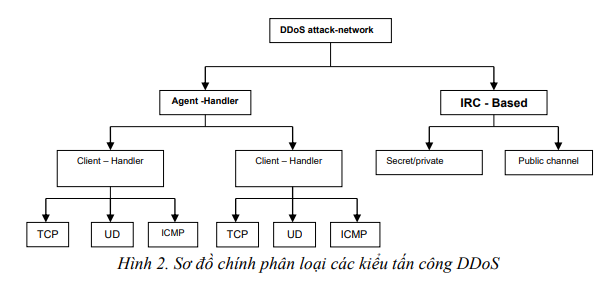 DDoS attack-network
Agent -Handler
IRC - Based
Client – Handler
Client – Handler
Secret/private
Public channel
TCP
UD
ICMP
TCP
UD
ICMP
Hình 2. Sơ đồ chính phân loại các kiểu tấn công DDoS